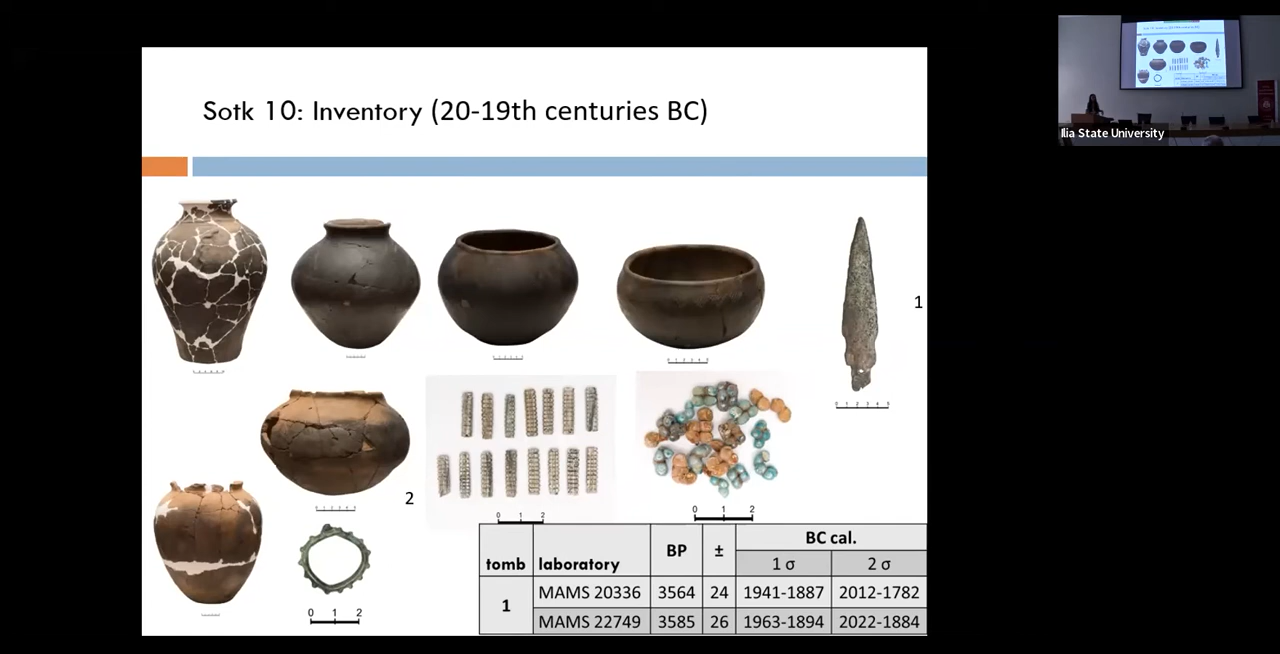 Sotk 10: Inventory (20-19th centuries BC)
Ilia State University
1
2
0 1 2 3 4 5
0 1 2
0 1 2
0 1 2
tomb laboratory BP ± BC cal.
1 σ 2 σ
1 MAMS 20336 3564 24 1941-1887 2012-1782
MAMS 22749 3585 26 1963-1894 2022-1884